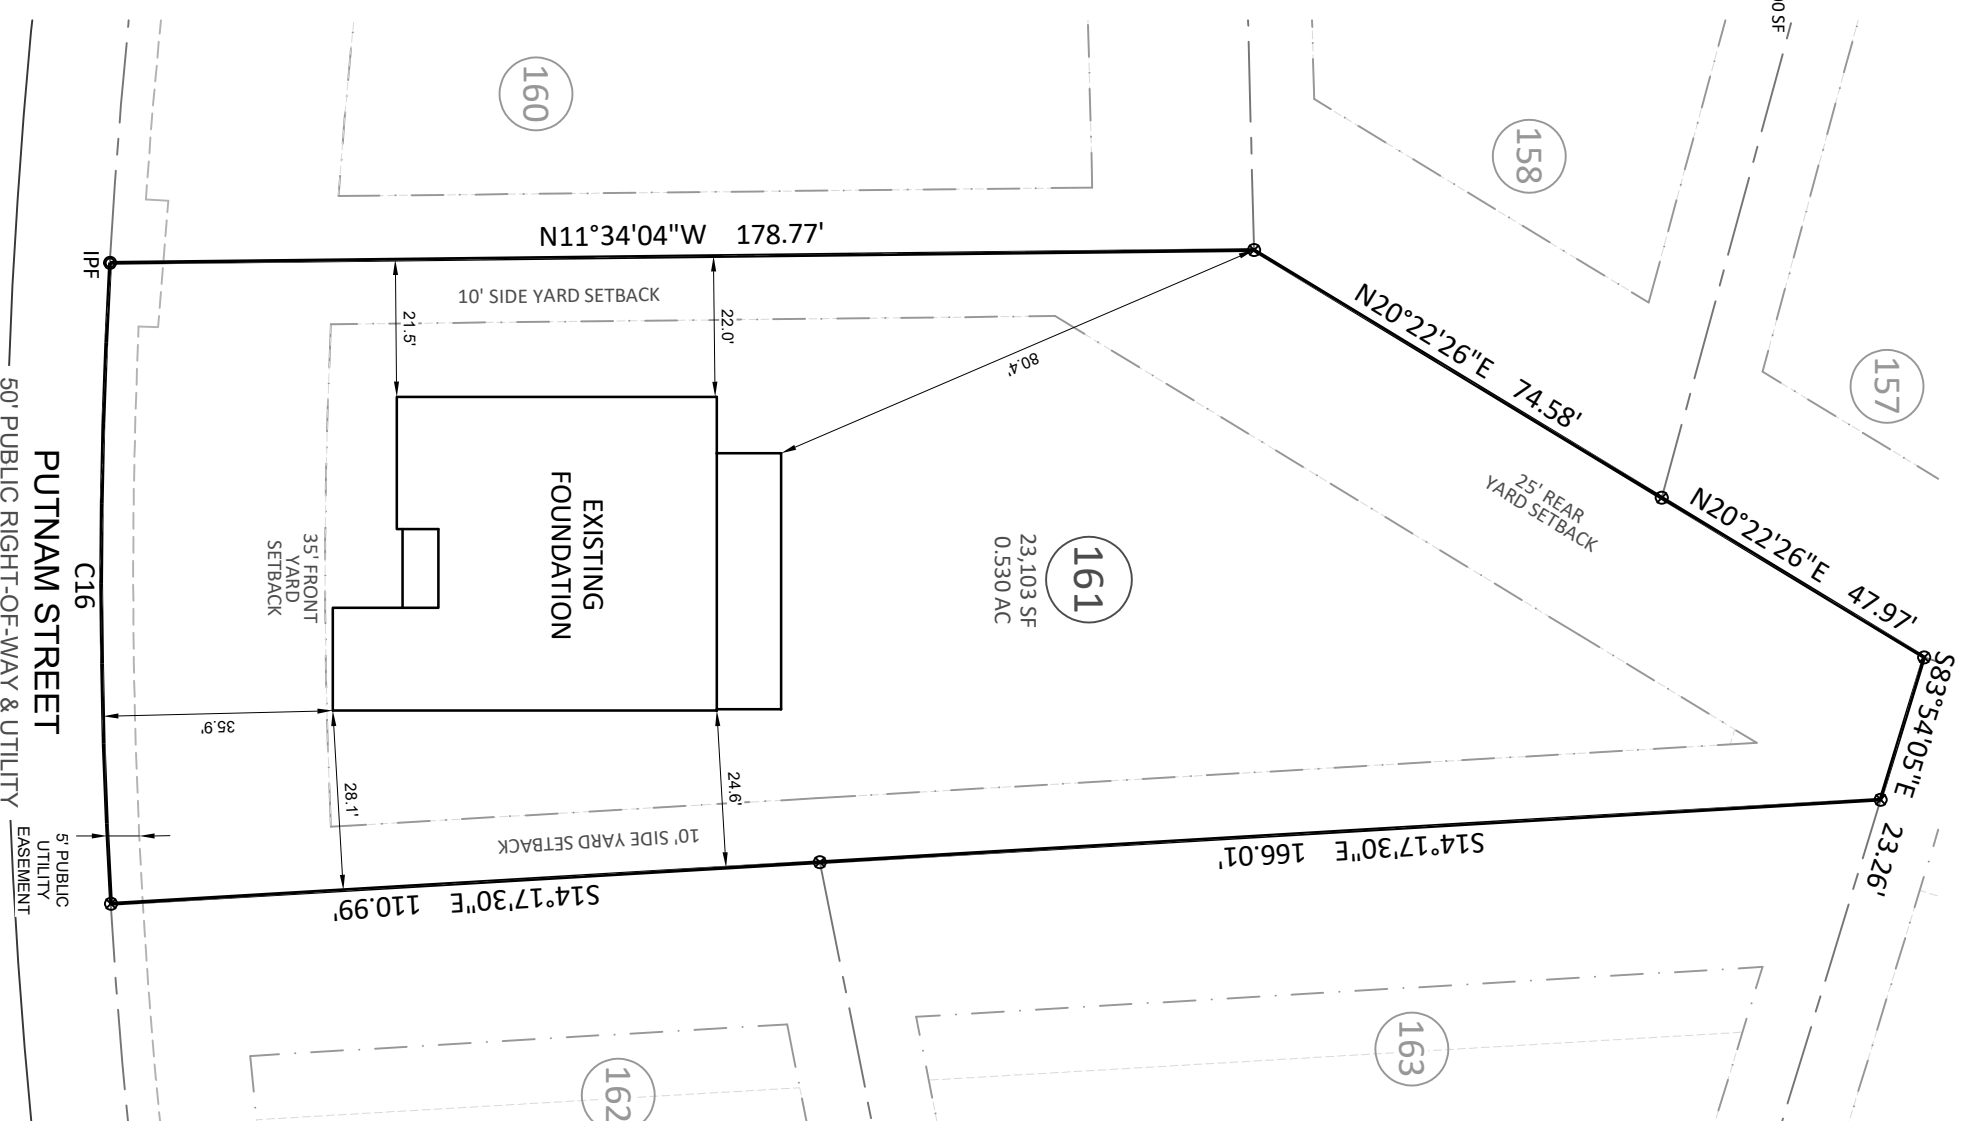 160
158
157
N11°34'04"W 178.77'
IPF
10' SIDE YARD SETBACK
21.5'
22.0'
80.4'
N20°22'26"E 74.58'
N20°22'26"E 47.97'
25' REAR
YARD SETBACK
S83°54'05"E
23.26'
161
23,103 SF
0.530 AC
EXISTING
FOUNDATION
35' FRONT
YARD
SETBACK
C16
PUTNAM STREET
50' PUBLIC RIGHT-OF-WAY & UTILITY
35.9'
28.1'
24.6'
10' SIDE YARD SETBACK
S14°17'30"E 110.99'
S14°17'30"E 166.01'
5' PUBLIC
UTILITY
EASEMENT
162
163
SF